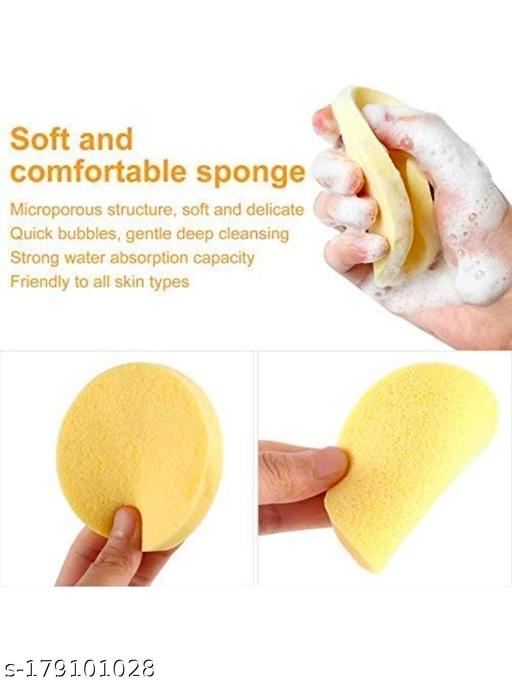 Soft and
comfortable sponge
Microporous structure, soft and delicate
Quick bubbles, gentle deep cleansing
Strong water absorption capacity
Friendly to all skin types
s-179101028